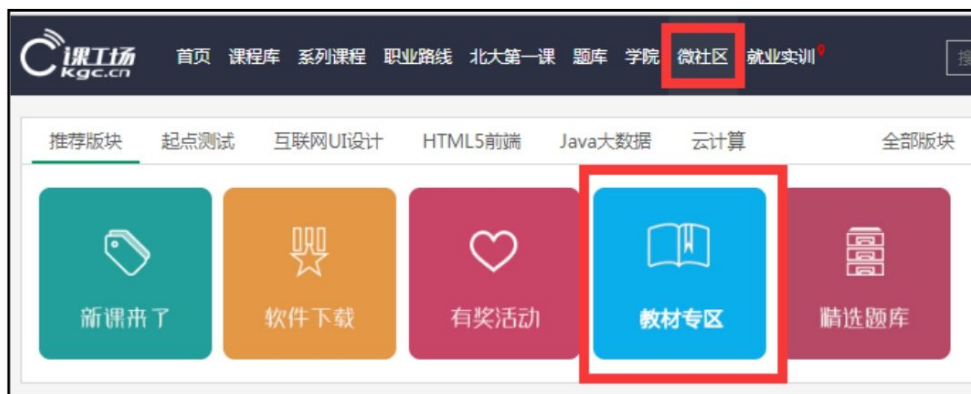 课工场
kgc.cn
首页 课程库 系列课程 职业路线 北大第一课 题库 学院 微社区 就业实训
推荐版块 起点测试 互联网UI设计 HTML5前端 Java大数据 云计算 全部版块
新课来了 软件下载 有奖活动 教材专区 精选题库